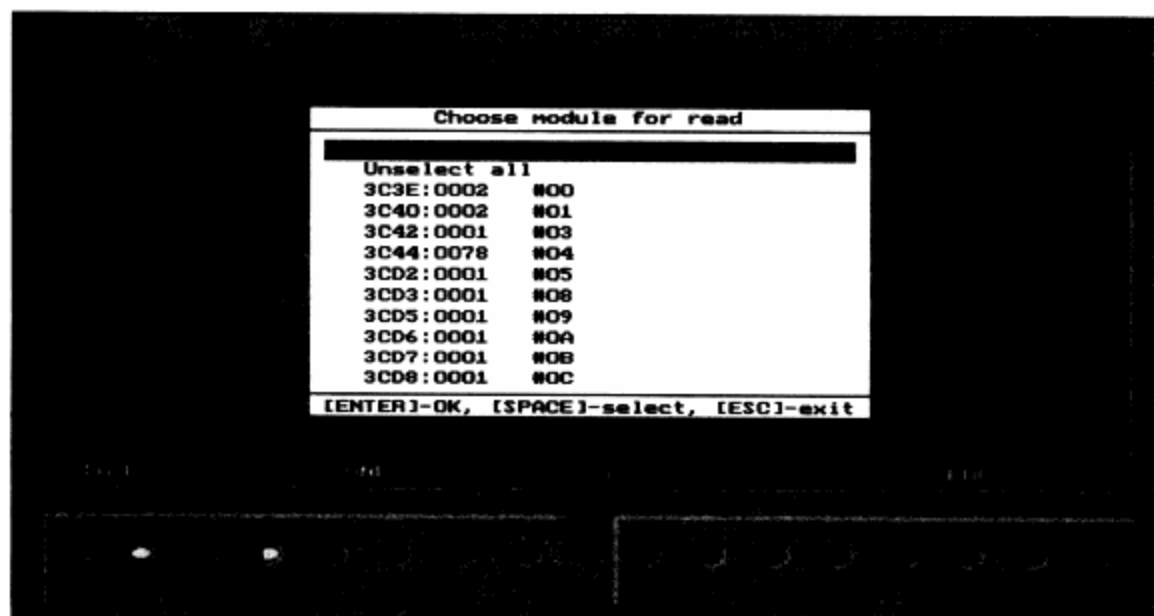 Choose module for read
Unselect all
3C3E:0002 #00
3C40:0002 #01
3C42:0001 #03
3C44:0078 #04
3CD2:0001 #05
3CD3:0001 #08
3CD5:0001 #09
3CD6:0001 #0A
3CD7:0001 #0B
3CD8:0001 #0C
[ENTER]-OK, [SPACE]-select, [ESC]-exit